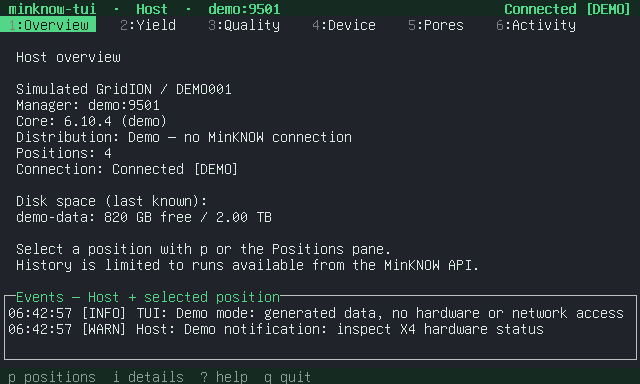 minknow-tui · Host · demo:9501 Connected [DEMO]
1:Overview 2:Yield 3:Quality 4:Device 5:Pores 6:Activity
Host overview
Simulated GridION / DEMO001
Manager: demo:9501
Core: 6.10.4 (demo)
Distribution: Demo — no MinKNOW connection
Positions: 4
Connection: Connected [DEMO]
Disk space (last known):
demo-data: 820 GB free / 2.00 TB
Select a position with p or the Positions pane.
History is limited to runs available from the MinKNOW API.
Events — Host + selected position
06:42:57 [INFO] TUI: Demo mode: generated data, no hardware or network access
06:42:57 [WARN] Host: Demo notification: inspect X4 hardware status
p positions i details ? help q quit